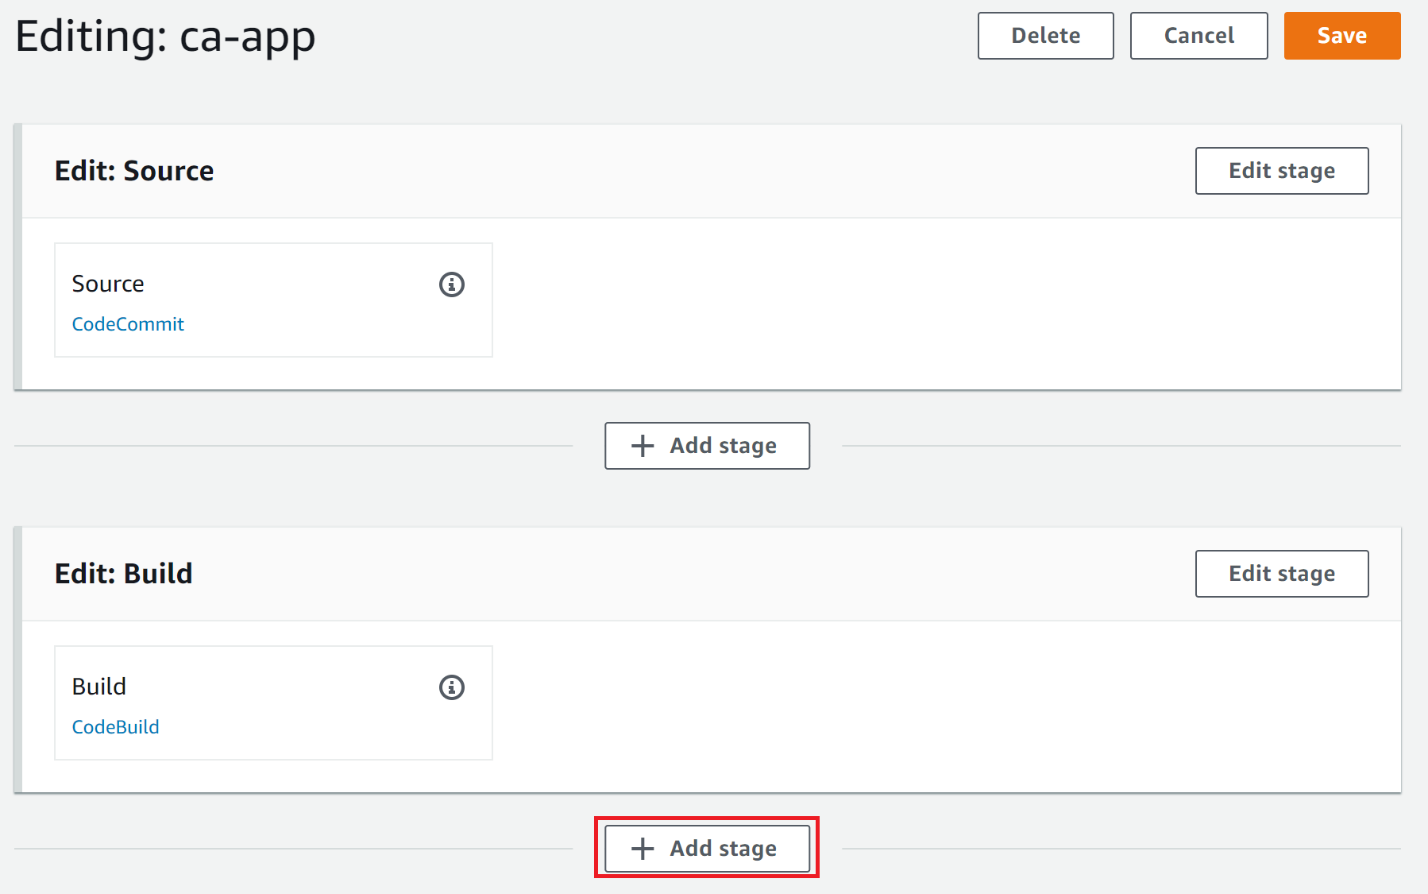 Editing: ca-app
Delete
Cancel
Save
Edit: Source
Edit stage
Source
CodeCommit
Add stage
Edit: Build
Edit stage
Build
CodeBuild
Add stage